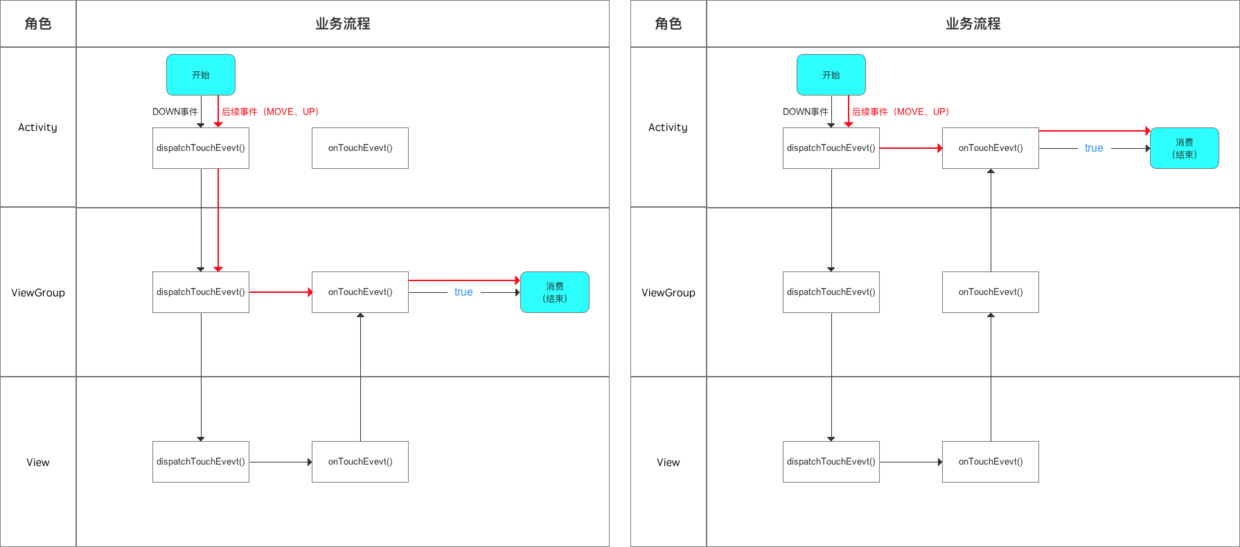 角色
业务流程
开始
DOWN事件
后续事件（MOVE、UP）
Activity
dispatchTouchEvevt()
onTouchEvevt()
ViewGroup
dispatchTouchEvevt()
onTouchEvevt()
true
消费
（结束）
View
dispatchTouchEvevt()
onTouchEvevt()
角色
业务流程
开始
DOWN事件
后续事件（MOVE、UP）
Activity
dispatchTouchEvevt()
onTouchEvevt()
true
消费
（结束）
ViewGroup
dispatchTouchEvevt()
onTouchEvevt()
View
dispatchTouchEvevt()
onTouchEvevt()